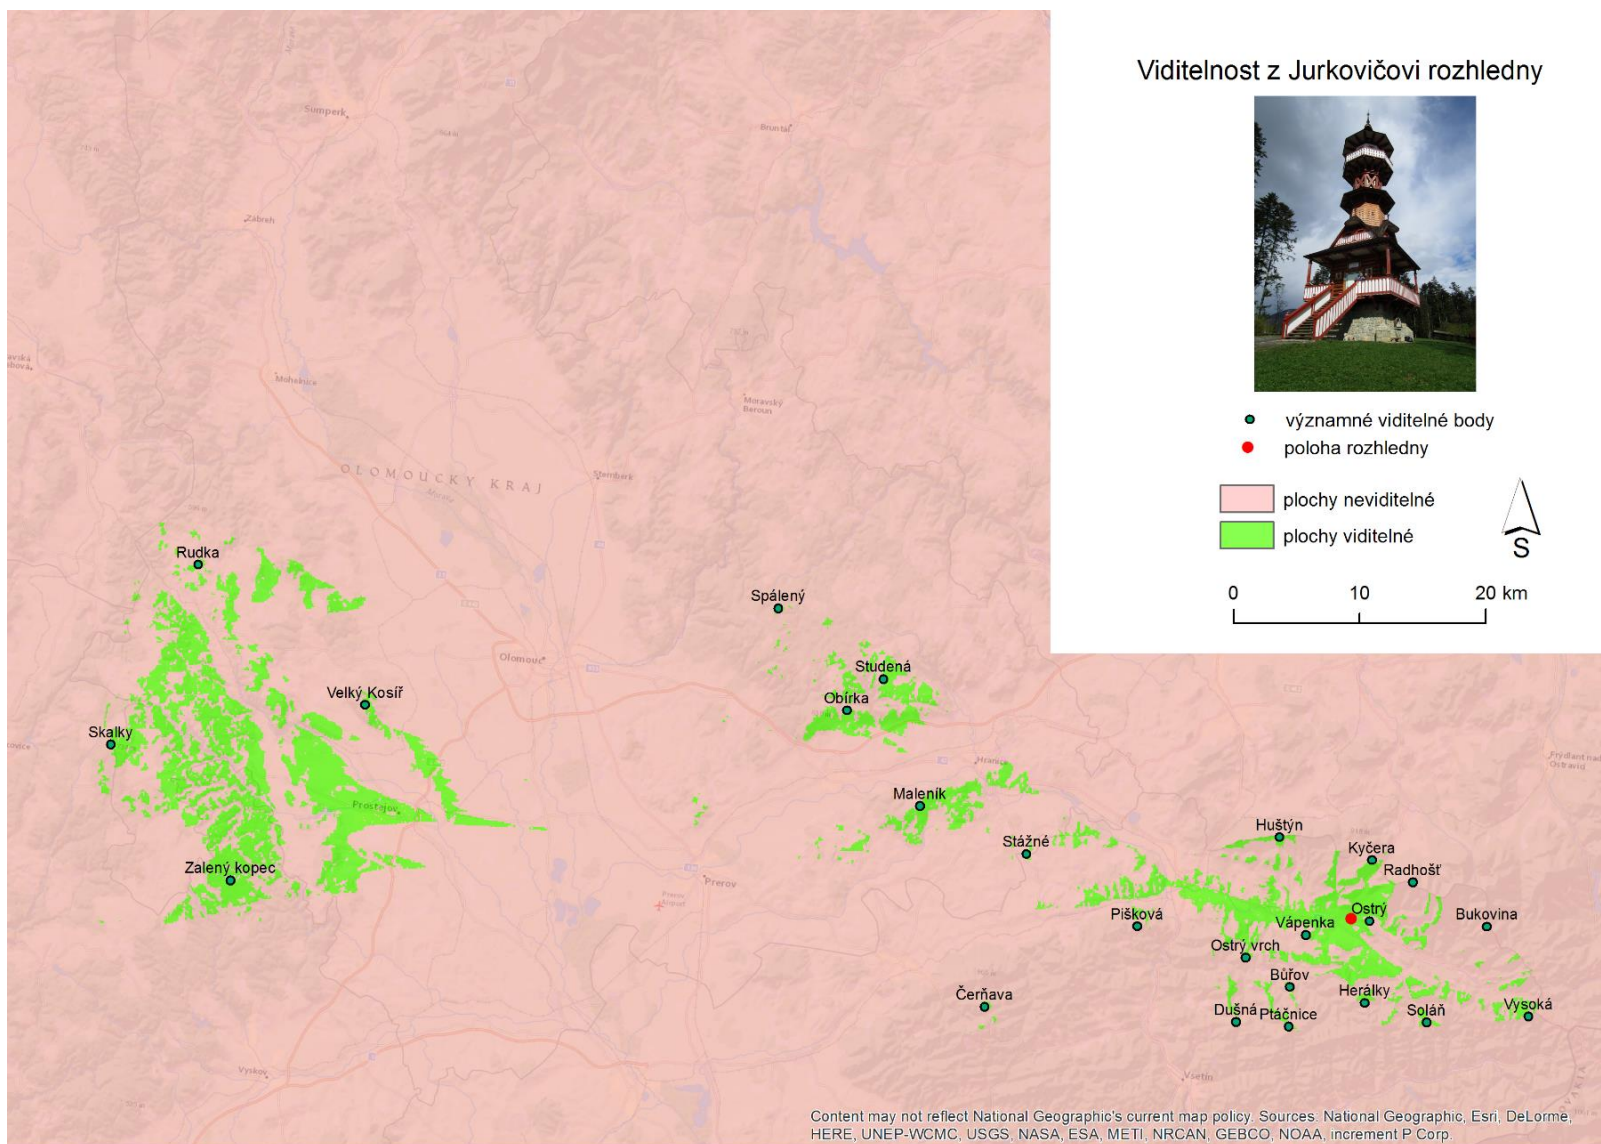 Viditelnost z Jurkovičovi rozhledny
významné viditelné body
poloha rozhledny
plochy neviditelné
plochy viditelné
S
0 10 20 km
Šumperk
Bruntál
Zábřeh
Mohelnice
Moravský
Beroun
OLOMOUCKÝ KRAJ
Šternberk
Rudka
Spálený
Olomouc
Studená
Velký Kosíř
Obírka
Skalky
Hranice
Frýdlant nad
Ostravicí
Maleník
Prostějov
Huštýn
Stážné
Kyčera
Radhošť
Zalený kopec
Přerov
Pišková
Ostrý
Bukovina
Vápenka
Ostrý vrch
Bůřov
Čerňava
Herálky
Dušná
Ptáčnice
Soláň
Vysoká
Vyškov
Vsetín
Content may not reflect National Geographic's current map policy. Sources: National Geographic, Esri, DeLorme,
HERE, UNEP-WCMC, USGS, NASA, ESA, METI, NRCAN, GEBCO, NOAA, increment P Corp.